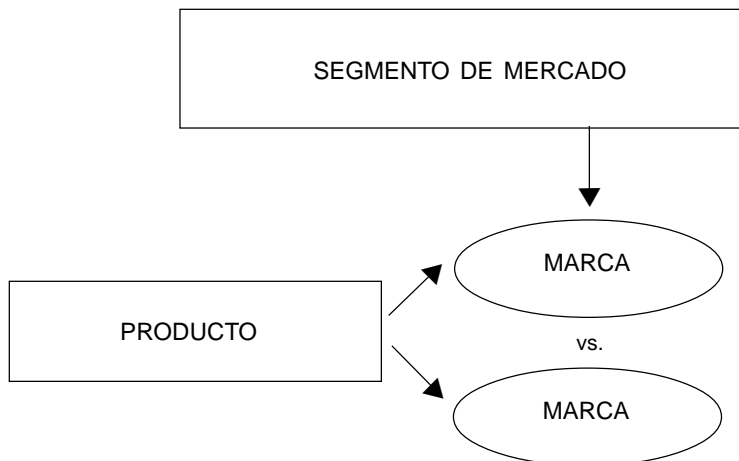 SEGMENTO DE MERCADO
MARCA
PRODUCTO
vs.
MARCA